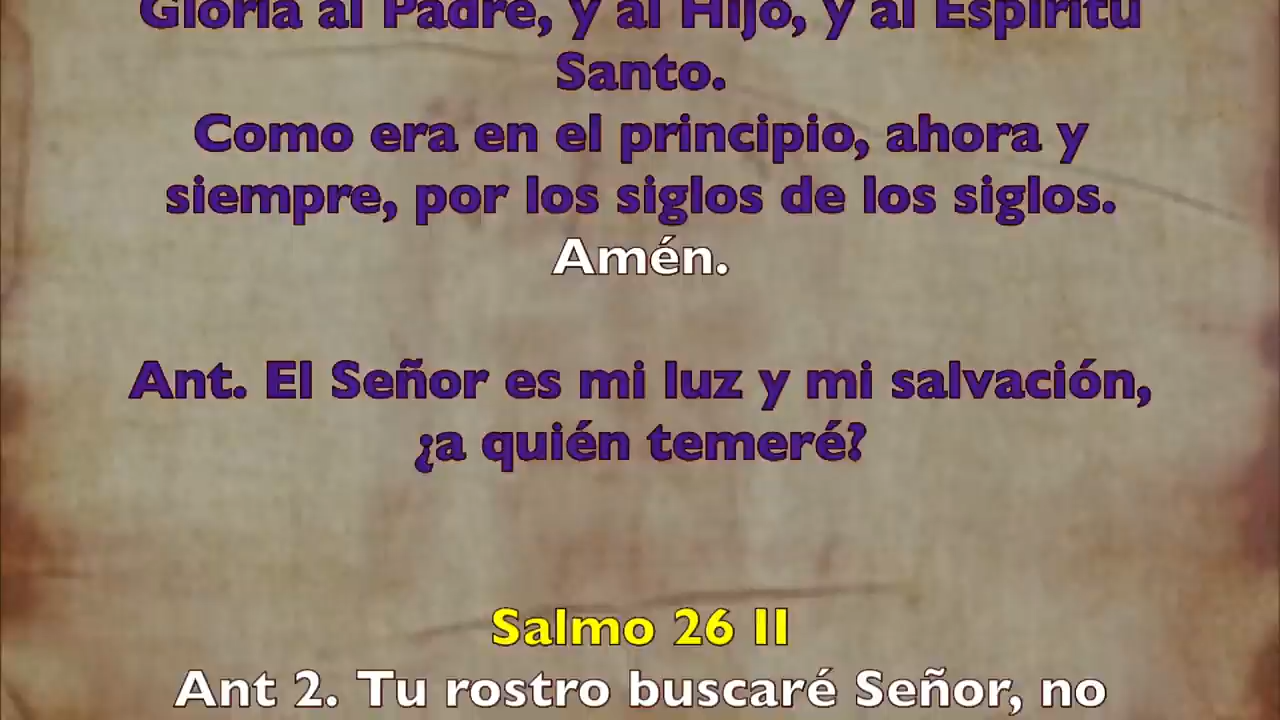 Gloria al Padre, y al Hijo, y al Espíritu
Santo.
Como era en el principio, ahora y
siempre, por los siglos de los siglos.
Amén.
Ant. El Señor es mi luz y mi salvación,
¿a quién temeré?
Salmo 26 II
Ant 2. Tu rostro buscaré Señor, no